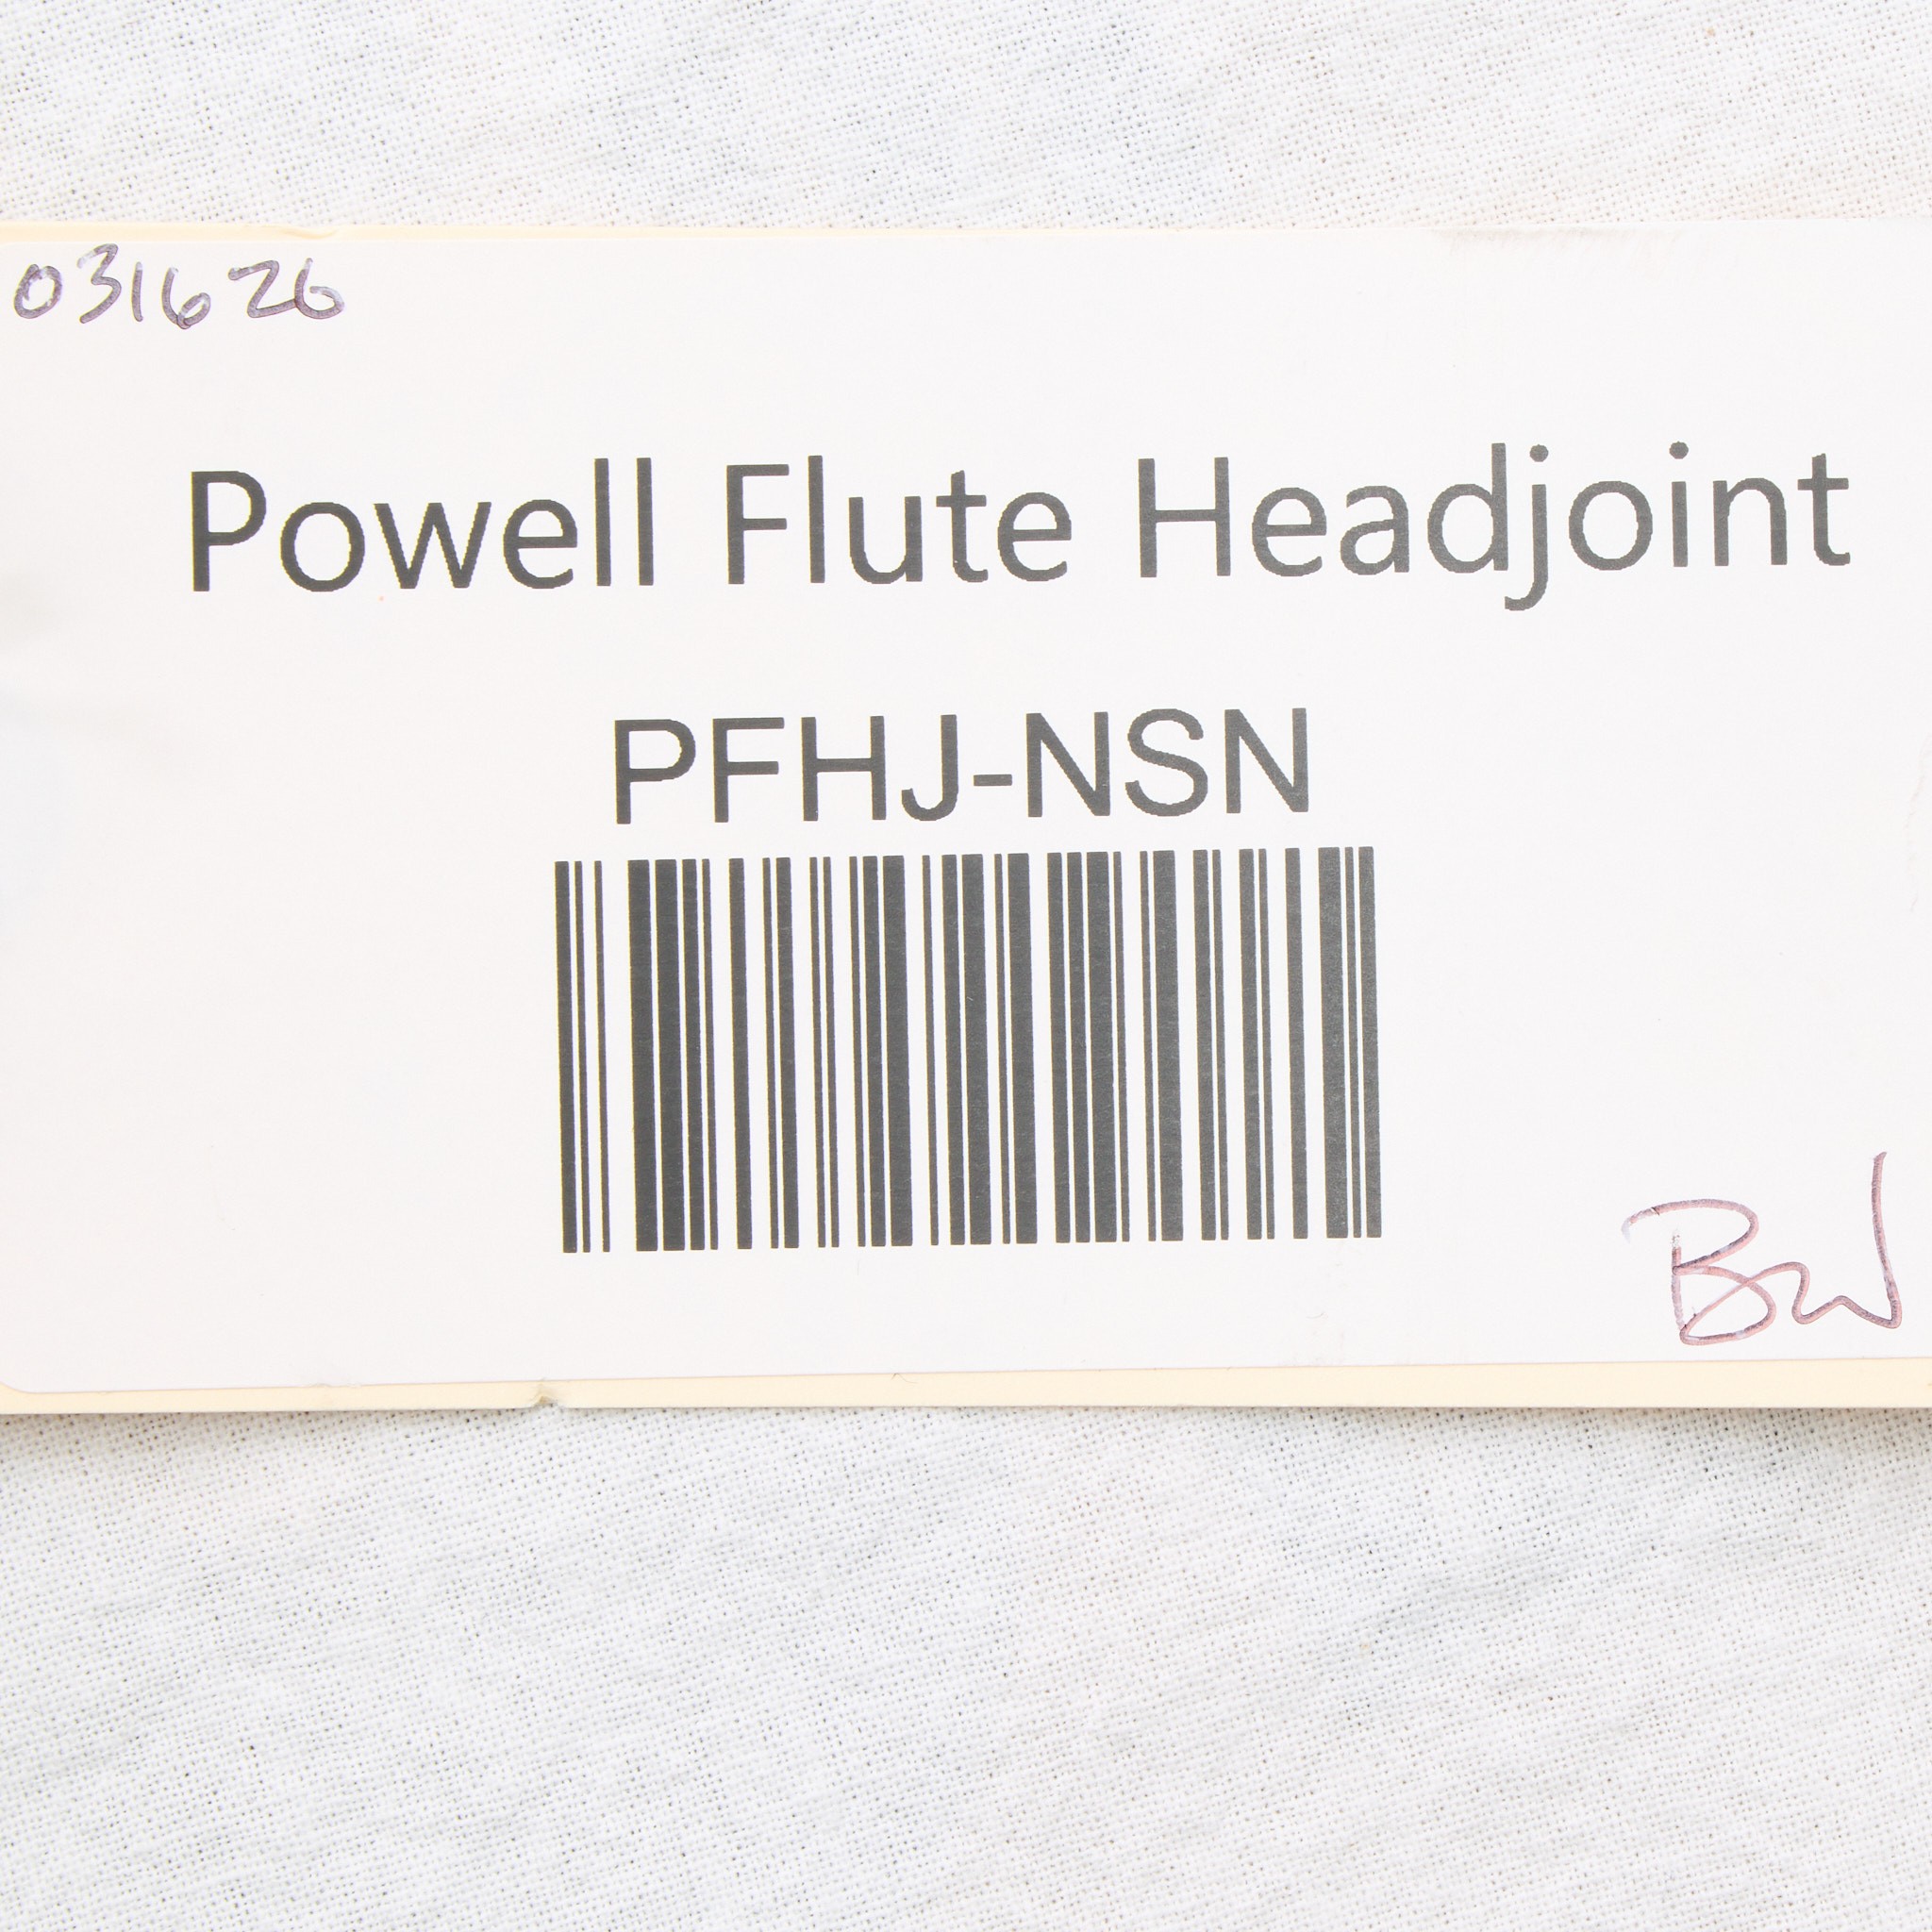 031626
Powell Flute Headjoint
PFHJ-NSN
BW